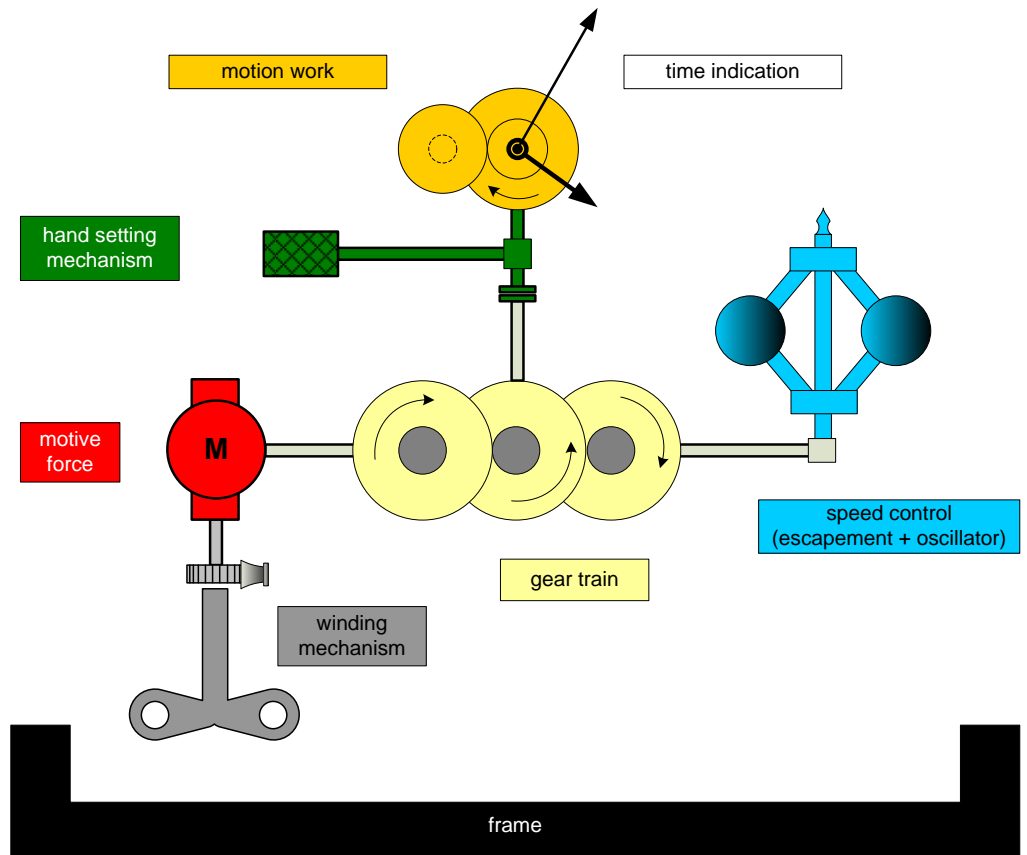 motion work
time indication
hand setting
mechanism
motive
force
M
speed control
(escapement + oscillator)
gear train
winding
mechanism
frame